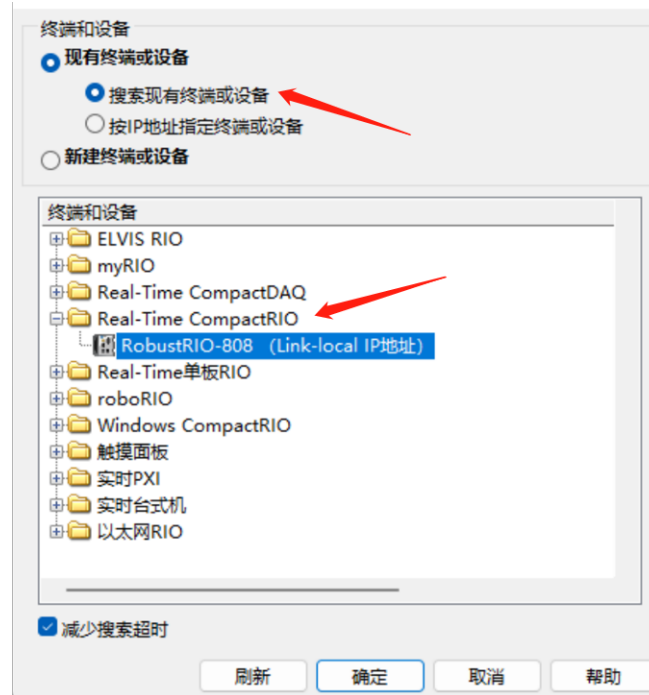 终端和设备
现有终端或设备
搜索现有终端或设备
按IP地址指定终端或设备
新建终端或设备
终端和设备
ELVIS RIO
myRIO
Real-Time CompactDAQ
Real-Time CompactRIO
RobustRIO-808 （Link-local IP地址）
Real-Time单板RIO
roboRIO
Windows CompactRIO
触摸面板
实时PXI
实时台式机
以太网RIO
减少搜索超时
刷新 确定 取消 帮助